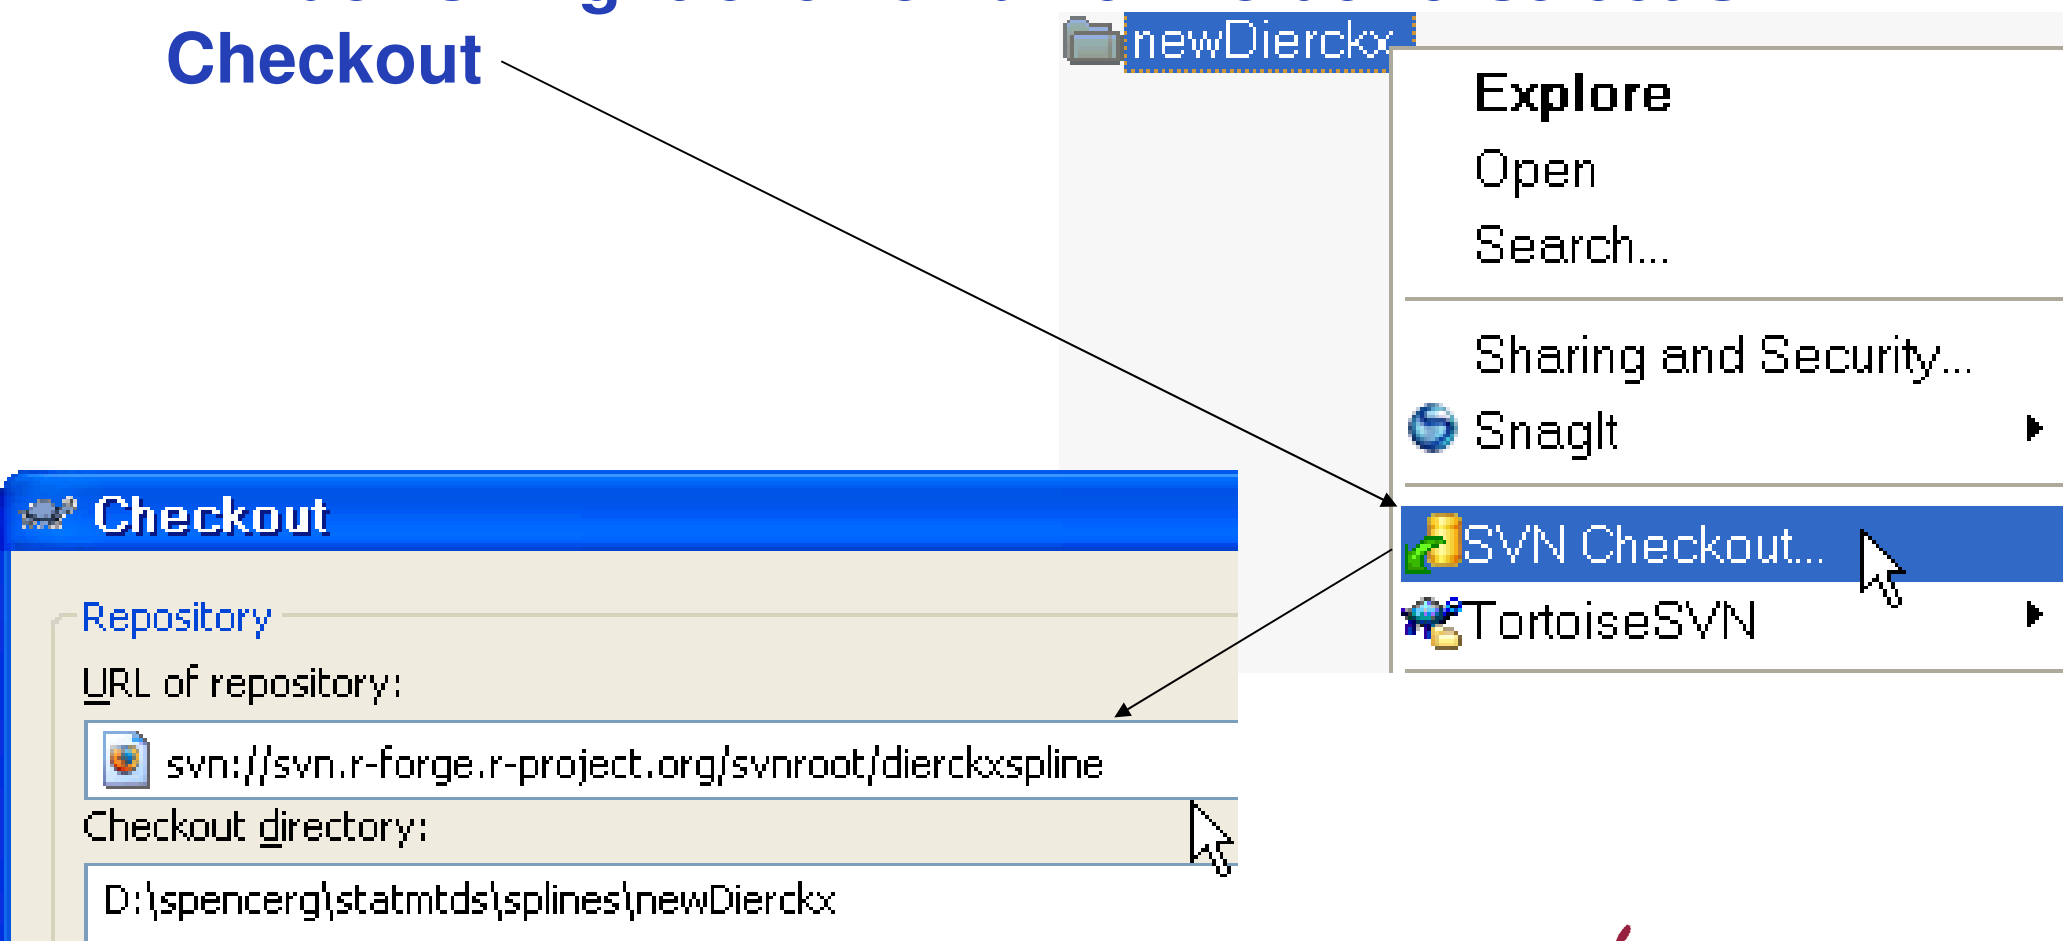 Checkout
newDierckx
Explore
Open
Search...
Sharing and Security...
SnagIt
SVN Checkout...
TortoiseSVN
Checkout
Repository
URL of repository:
svn://svn.r-forge.r-project.org/svnroot/dierckxspline
Checkout directory:
D:\spencerg\statmtds\splines\newDierckx